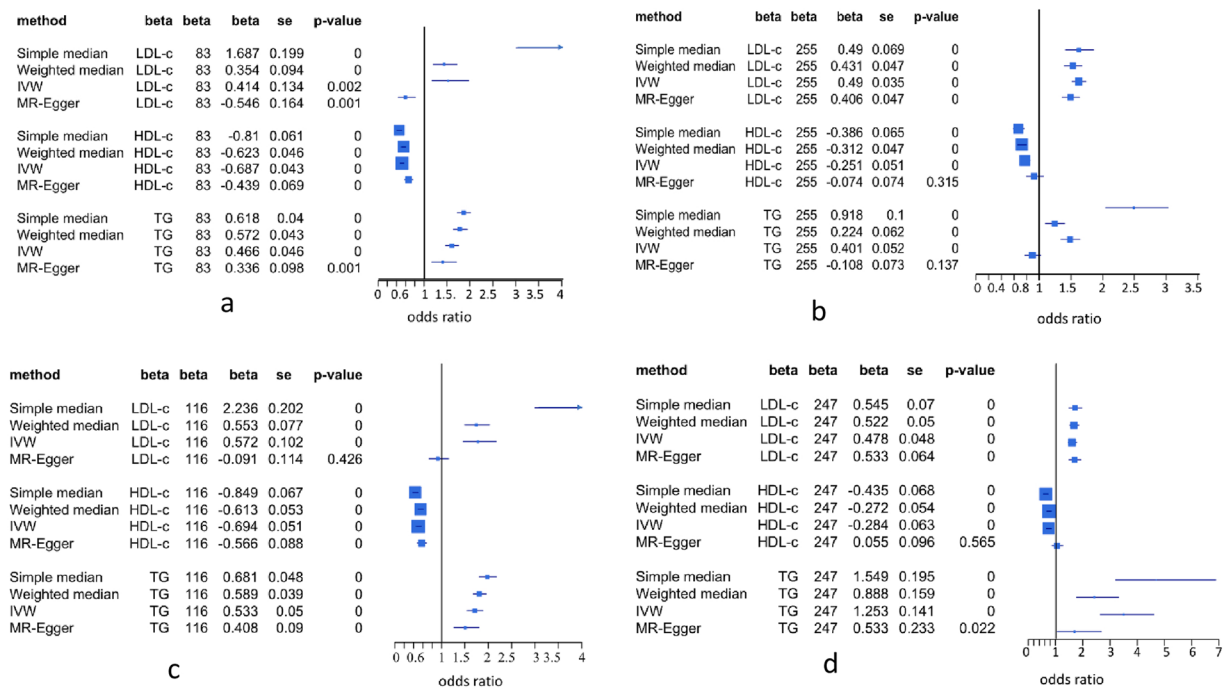 method beta beta beta se p-value
Simple median LDL-c 83 1.687 0.199 0
Weighted median LDL-c 83 0.354 0.094 0
IVW LDL-c 83 0.414 0.134 0.002
MR-Egger LDL-c 83 -0.546 0.164 0.001
Simple median HDL-c 83 -0.81 0.061 0
Weighted median HDL-c 83 -0.623 0.046 0
IVW HDL-c 83 -0.687 0.043 0
MR-Egger HDL-c 83 -0.439 0.069 0
Simple median TG 83 0.618 0.04 0
Weighted median TG 83 0.572 0.043 0
IVW TG 83 0.466 0.046 0
MR-Egger TG 83 0.336 0.098 0.001
0 0.6 1 1.5 2 2.5 3 3.5 4
odds ratio
a
method beta beta beta se p-value
Simple median LDL-c 255 0.49 0.069 0
Weighted median LDL-c 255 0.431 0.047 0
IVW LDL-c 255 0.49 0.035 0
MR-Egger LDL-c 255 0.406 0.047 0
Simple median HDL-c 255 -0.386 0.065 0
Weighted median HDL-c 255 -0.312 0.047 0
IVW HDL-c 255 -0.251 0.051 0
MR-Egger HDL-c 255 -0.074 0.074 0.315
Simple median TG 255 0.918 0.1 0
Weighted median TG 255 0.224 0.062 0
IVW TG 255 0.401 0.052 0
MR-Egger TG 255 -0.108 0.073 0.137
0 0.4 0.8 1 1.5 2 2.5 3 3.5
odds ratio
b
method beta beta beta se p-value
Simple median LDL-c 116 2.236 0.202 0
Weighted median LDL-c 116 0.553 0.077 0
IVW LDL-c 116 0.572 0.102 0
MR-Egger LDL-c 116 -0.091 0.114 0.426
Simple median HDL-c 116 -0.849 0.067 0
Weighted median HDL-c 116 -0.613 0.053 0
IVW HDL-c 116 -0.694 0.051 0
MR-Egger HDL-c 116 -0.566 0.088 0
Simple median TG 116 0.681 0.048 0
Weighted median TG 116 0.589 0.039 0
IVW TG 116 0.533 0.05 0
MR-Egger TG 116 0.408 0.09 0
0 0.6 1 1.5 2 2.5 3 3.5 4
odds ratio
c
method beta beta beta se p-value
Simple median LDL-c 247 0.545 0.07 0
Weighted median LDL-c 247 0.522 0.05 0
IVW LDL-c 247 0.478 0.048 0
MR-Egger LDL-c 247 0.533 0.064 0
Simple median HDL-c 247 -0.435 0.068 0
Weighted median HDL-c 247 -0.272 0.054 0
IVW HDL-c 247 -0.284 0.063 0
MR-Egger HDL-c 247 0.055 0.096 0.565
Simple median TG 247 1.549 0.195 0
Weighted median TG 247 0.888 0.159 0
IVW TG 247 1.253 0.141 0
MR-Egger TG 247 0.533 0.233 0.022
0 1 2 3 4 5 6 7
odds ratio
d